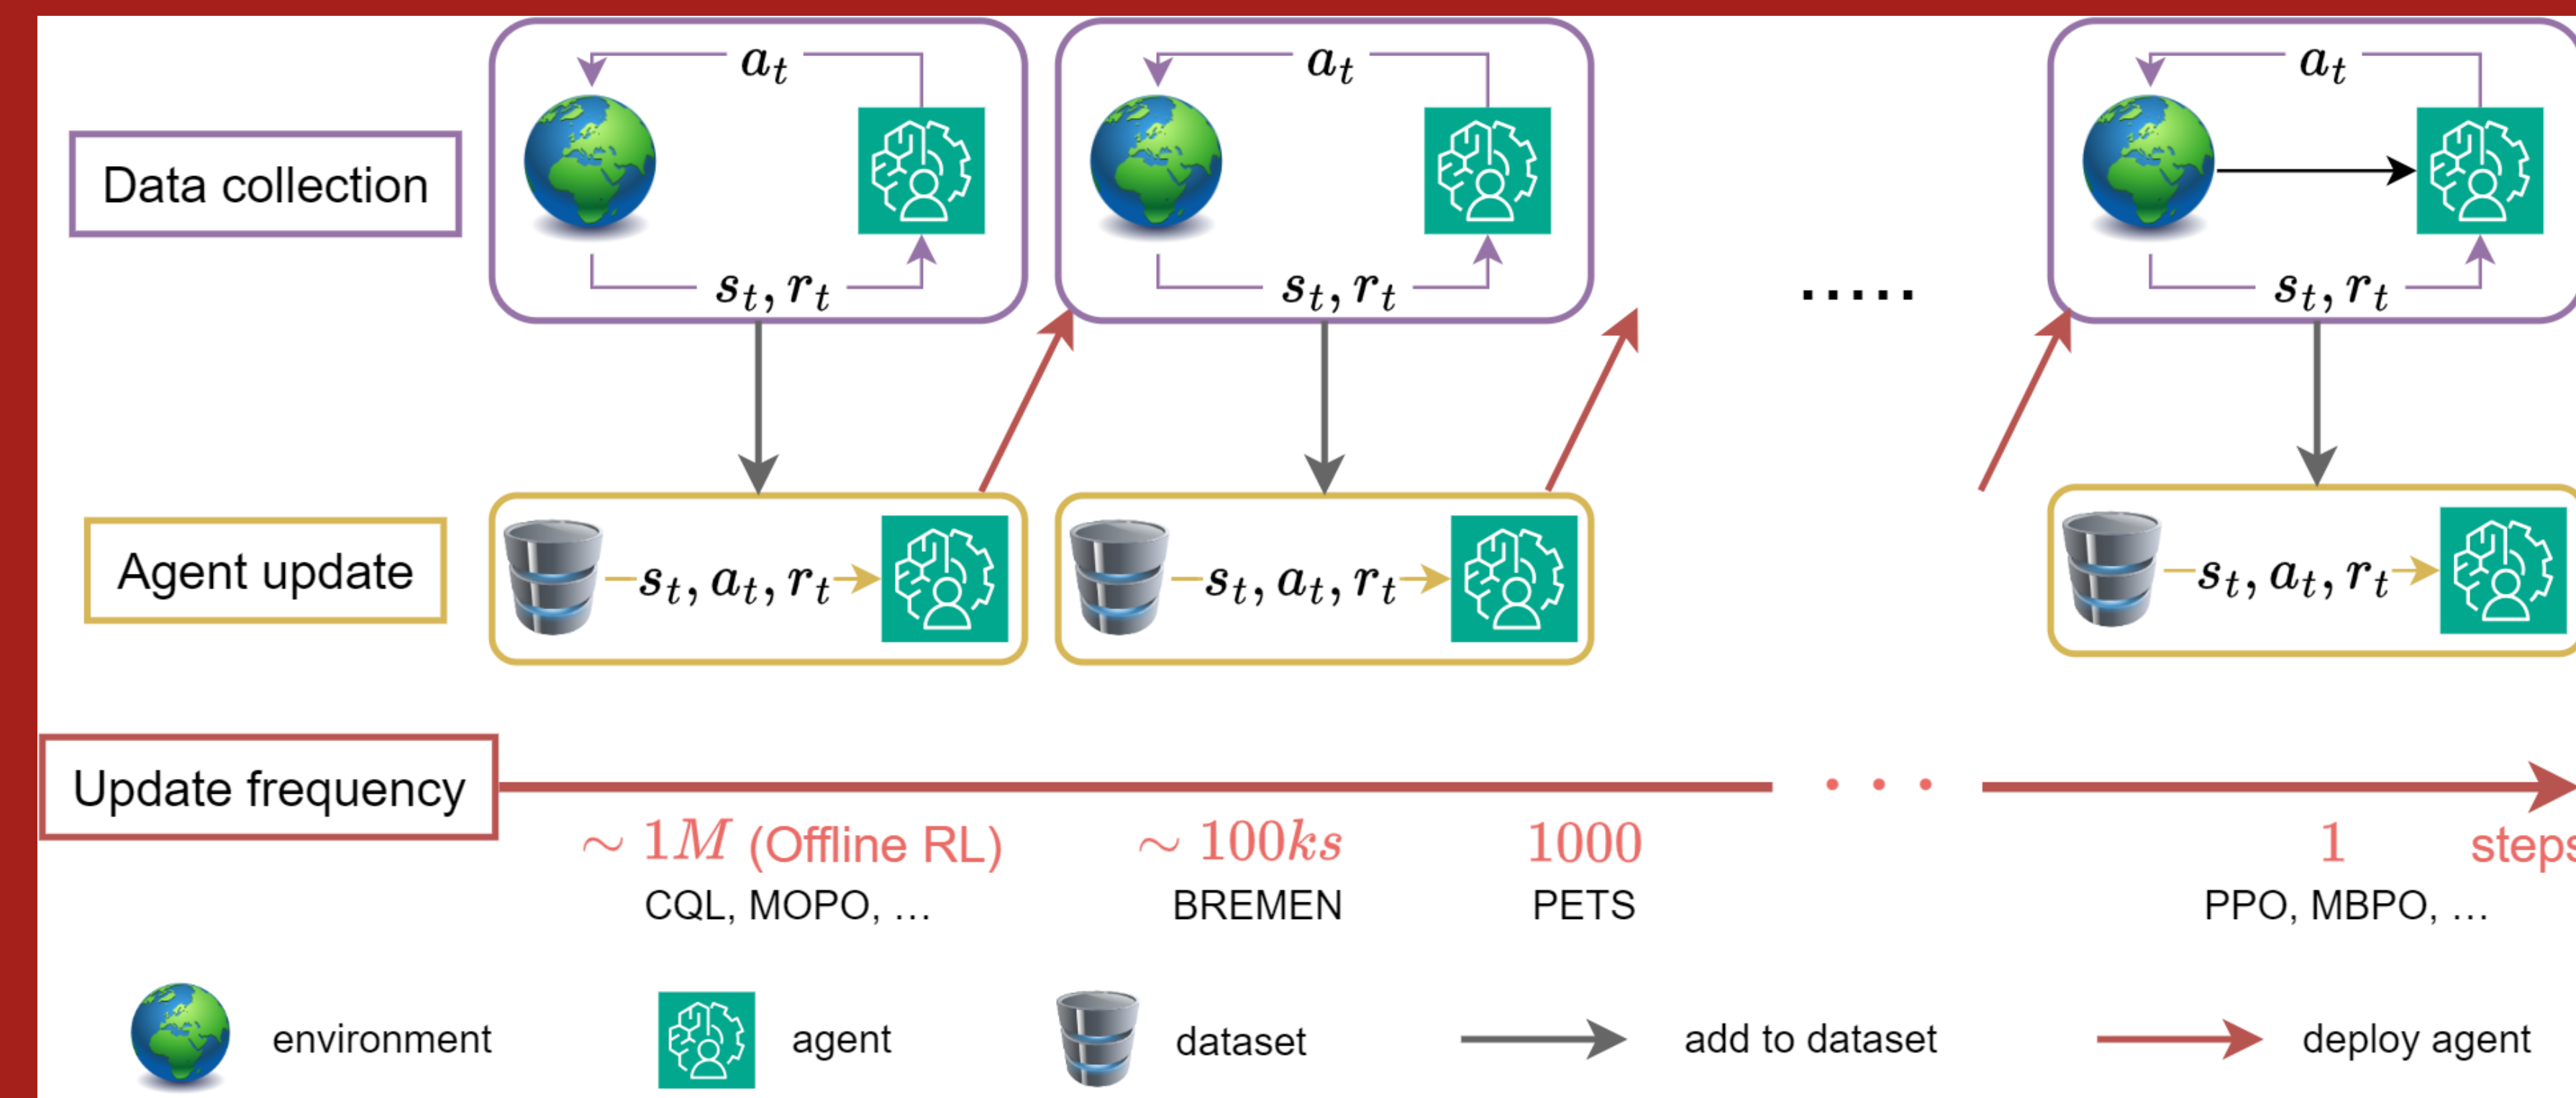 a_t a_t a_t
Data collection
s_t, r_t s_t, r_t ..... s_t, r_t
Agent update s_t, a_t, r_t s_t, a_t, r_t s_t, a_t, r_t
Update frequency . . .
~ 1M (Offline RL) ~ 100ks 1000 1 steps
CQL, MOPO, ... BREMEN PETS PPO, MBPO, ...
environment agent dataset add to dataset deploy agent